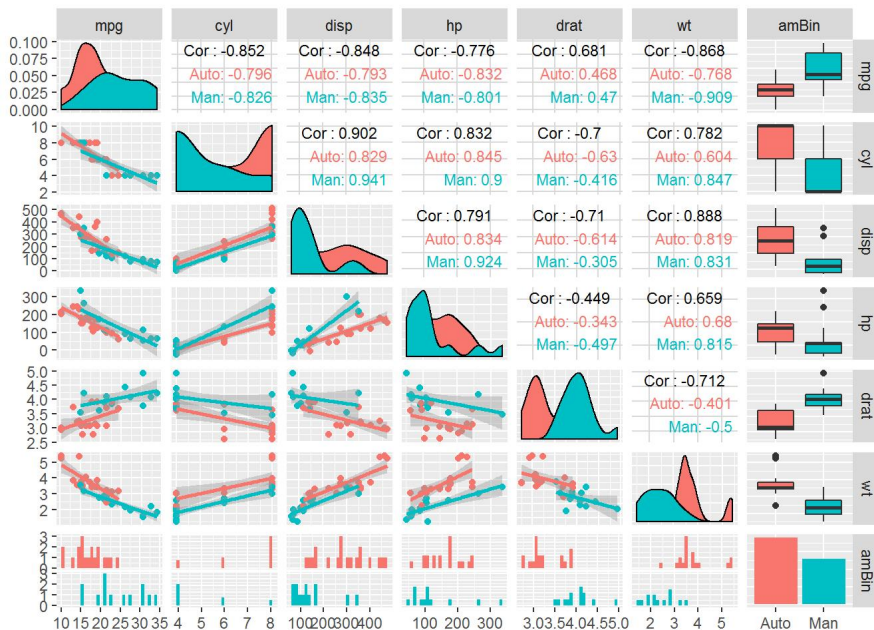 mpg cyl disp hp drat wt amBin
0.100 0.075 0.050 0.025 0.000
Cor : -0.852 Cor : -0.848 Cor : -0.776 Cor : 0.681 Cor : -0.868
Auto: -0.796 Auto: -0.793 Auto: -0.832 Auto: 0.468 Auto: -0.768
Man: -0.826 Man: -0.835 Man: -0.801 Man: 0.47 Man: -0.909
mpg
10 8 6 4 2
Cor : 0.902 Cor : 0.832 Cor : -0.7 Cor : 0.782
Auto: 0.829 Auto: 0.845 Auto: -0.63 Auto: 0.604
Man: 0.941 Man: 0.9 Man: -0.416 Man: 0.847
cyl
500 400 300 200 100 0
Cor : 0.791 Cor : -0.71 Cor : 0.888
Auto: 0.834 Auto: -0.614 Auto: 0.819
Man: 0.924 Man: -0.305 Man: 0.831
disp
300 200 100 0
Cor : -0.449 Cor : 0.659
Auto: -0.343 Auto: 0.68
Man: -0.497 Man: 0.815
hp
5.0 4.5 4.0 3.5 3.0 2.5
Cor : -0.712
Auto: -0.401
Man: -0.5
drat
5 4 3 2
wt
3 2 1 0
3 2 1 0
amBin
10 15 20 25 30 35 4 5 6 7 8 100 200 300 400 100 200 300 3.0 3.5 4.0 4.5 5.0 2 3 4 5 Auto Man